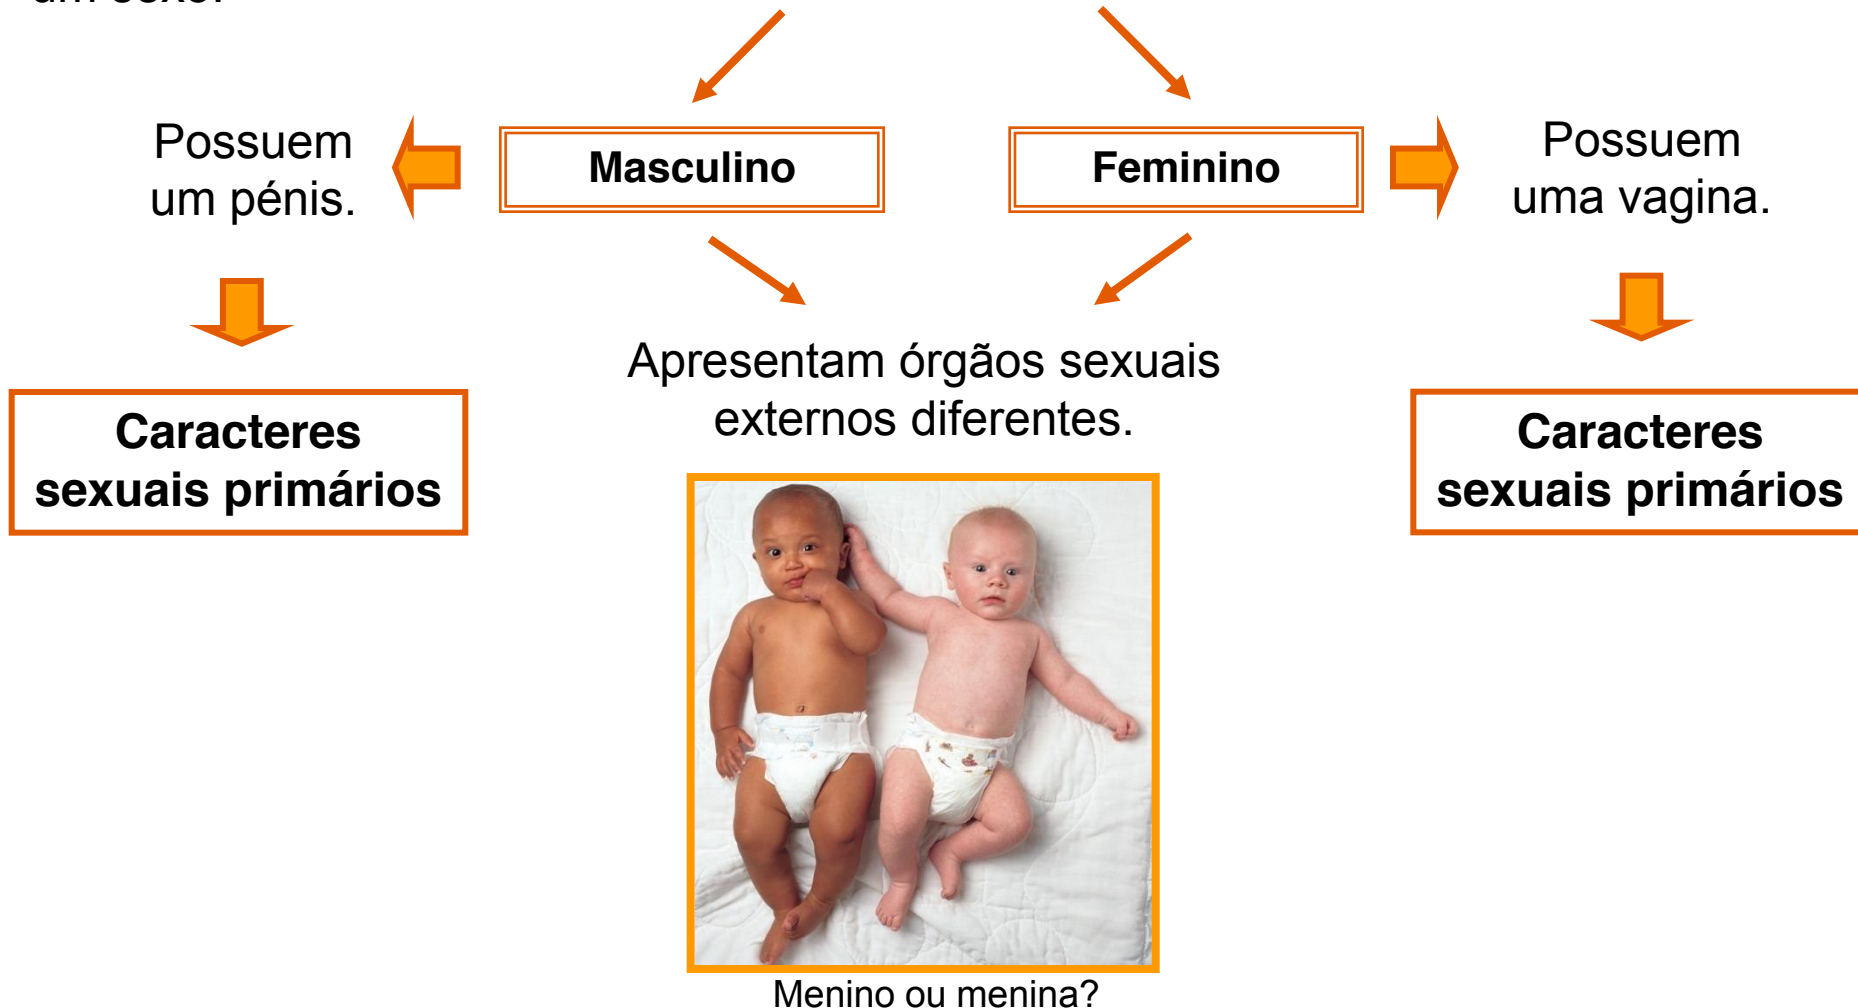 Possuem
um pénis.
Masculino
Feminino
Possuem
uma vagina.
Apresentam órgãos sexuais
externos diferentes.
Caracteres
sexuais primários
Caracteres
sexuais primários
Menino ou menina?